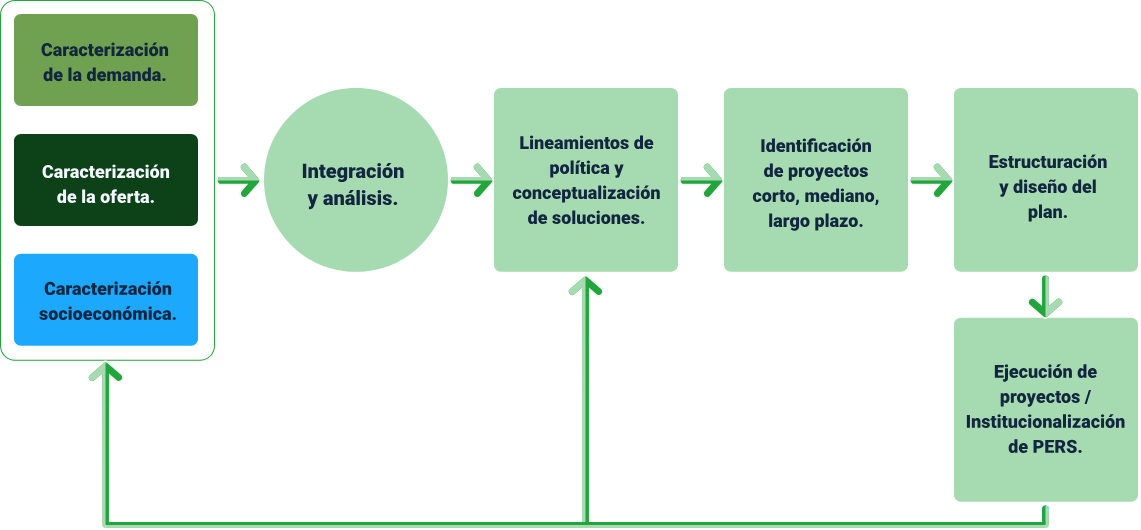 Caracterización
de la demanda.
Caracterización
de la oferta.
Caracterización
socioeconómica.
Integración
y análisis.
Lineamientos de
política y
conceptualización
de soluciones.
Identificación
de proyectos
corto, mediano,
largo plazo.
Estructuración
y diseño del
plan.
Ejecución de
proyectos /
Institucionalización
de PERS.